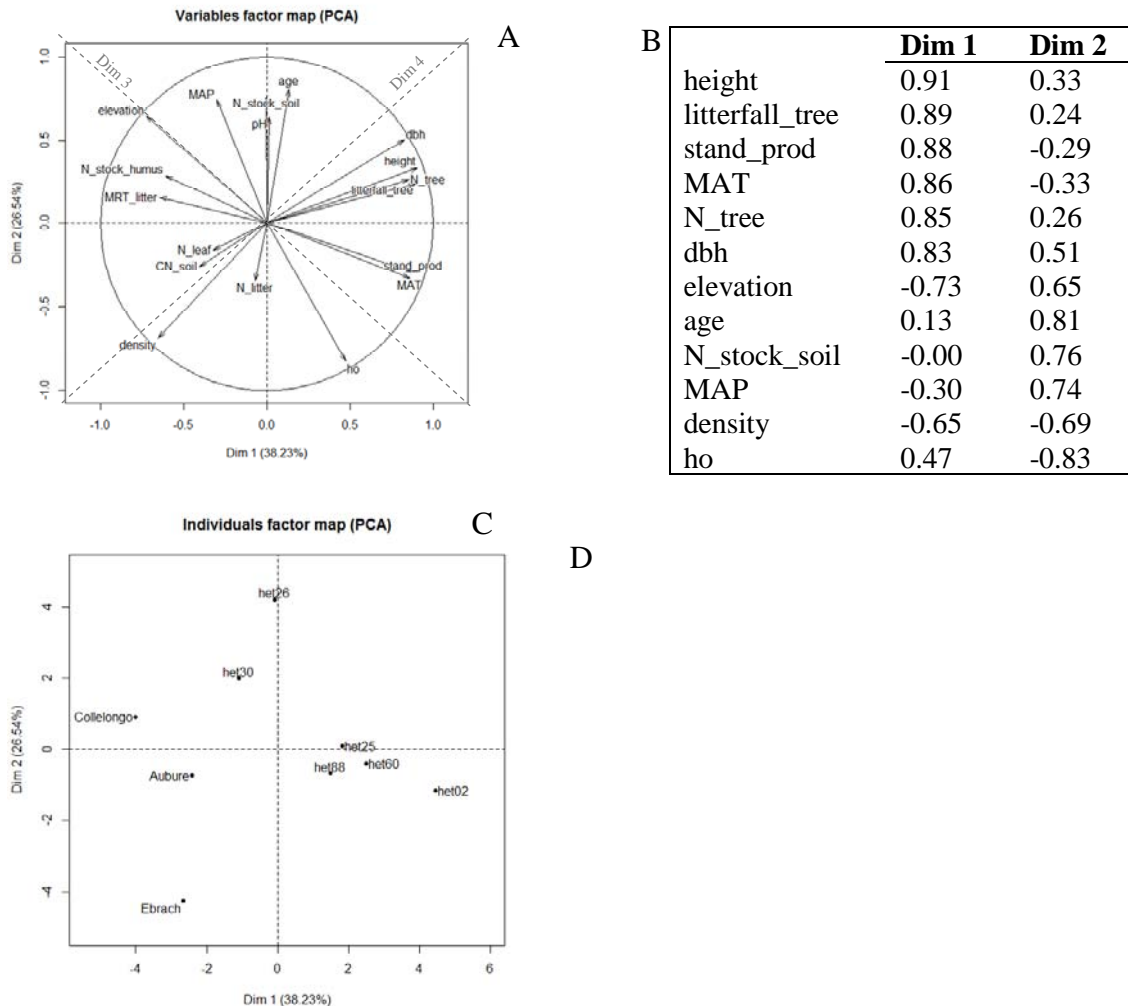 Variables factor map (PCA)
A
Dim 3
Dim 4
1.0
0.5
0.0
-0.5
-1.0
Dim 2 (26.54%)
age
MAP
N_stock_soil
elevation
pH
dbh
height
N_stock_humus
N_tree
litterfall_tree
MRT_litter
N_leaf
CN_soil
N_litter
stand_prod
MAT
density
ho
-1.0 -0.5 0.0 0.5 1.0
Dim 1 (38.23%)
B
Dim 1 Dim 2
height 0.91 0.33
litterfall_tree 0.89 0.24
stand_prod 0.88 -0.29
MAT 0.86 -0.33
N_tree 0.85 0.26
dbh 0.83 0.51
elevation -0.73 0.65
age 0.13 0.81
N_stock_soil -0.00 0.76
MAP -0.30 0.74
density -0.65 -0.69
ho 0.47 -0.83
Individuals factor map (PCA)
C
D
4
2
0
-2
-4
Dim 2 (26.54%)
het26
het30
Collelongo
het25
het60
het88
Aubure
het02
Ebrach
-4 -2 0 2 4 6
Dim 1 (38.23%)